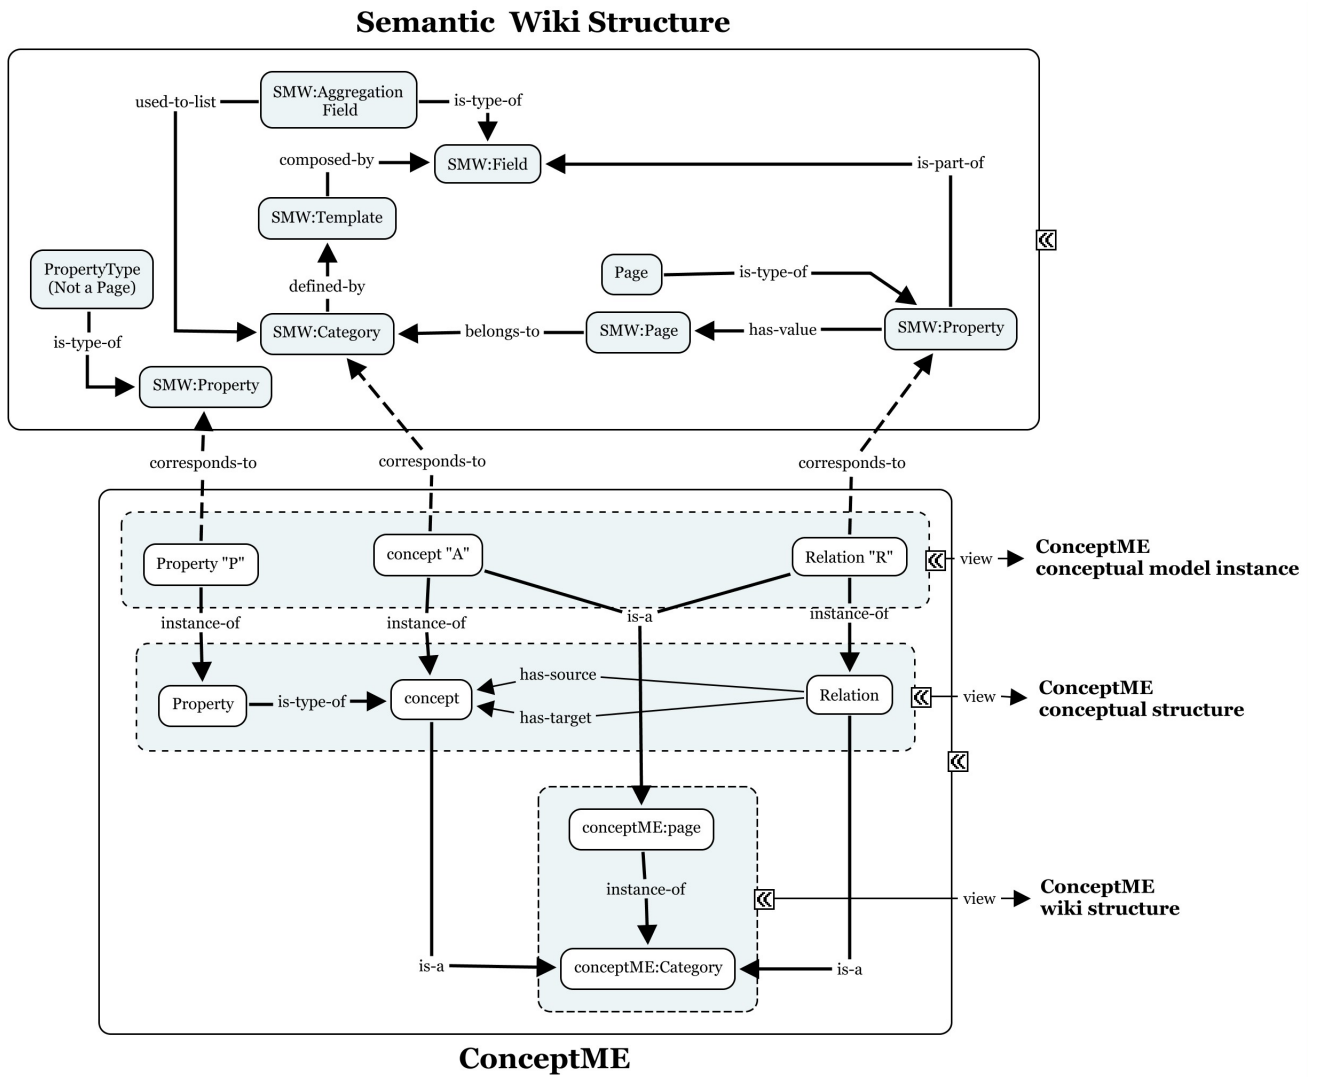 Semantic Wiki Structure
used-to-list
SMW:Aggregation
Field
is-type-of
composed-by
SMW:Field
is-part-of
SMW:Template
PropertyType
(Not a Page)
Page
is-type-of
defined-by
is-type-of
SMW:Category
belongs-to
SMW:Page
has-value
SMW:Property
SMW:Property
corresponds-to
corresponds-to
corresponds-to
Property "P"
concept "A"
Relation "R"
view
ConceptME
conceptual model instance
instance-of
instance-of
is-a
instance-of
Property
is-type-of
concept
has-source
has-target
Relation
view
ConceptME
conceptual structure
conceptME:page
instance-of
view
ConceptME
wiki structure
is-a
conceptME:Category
is-a
ConceptME